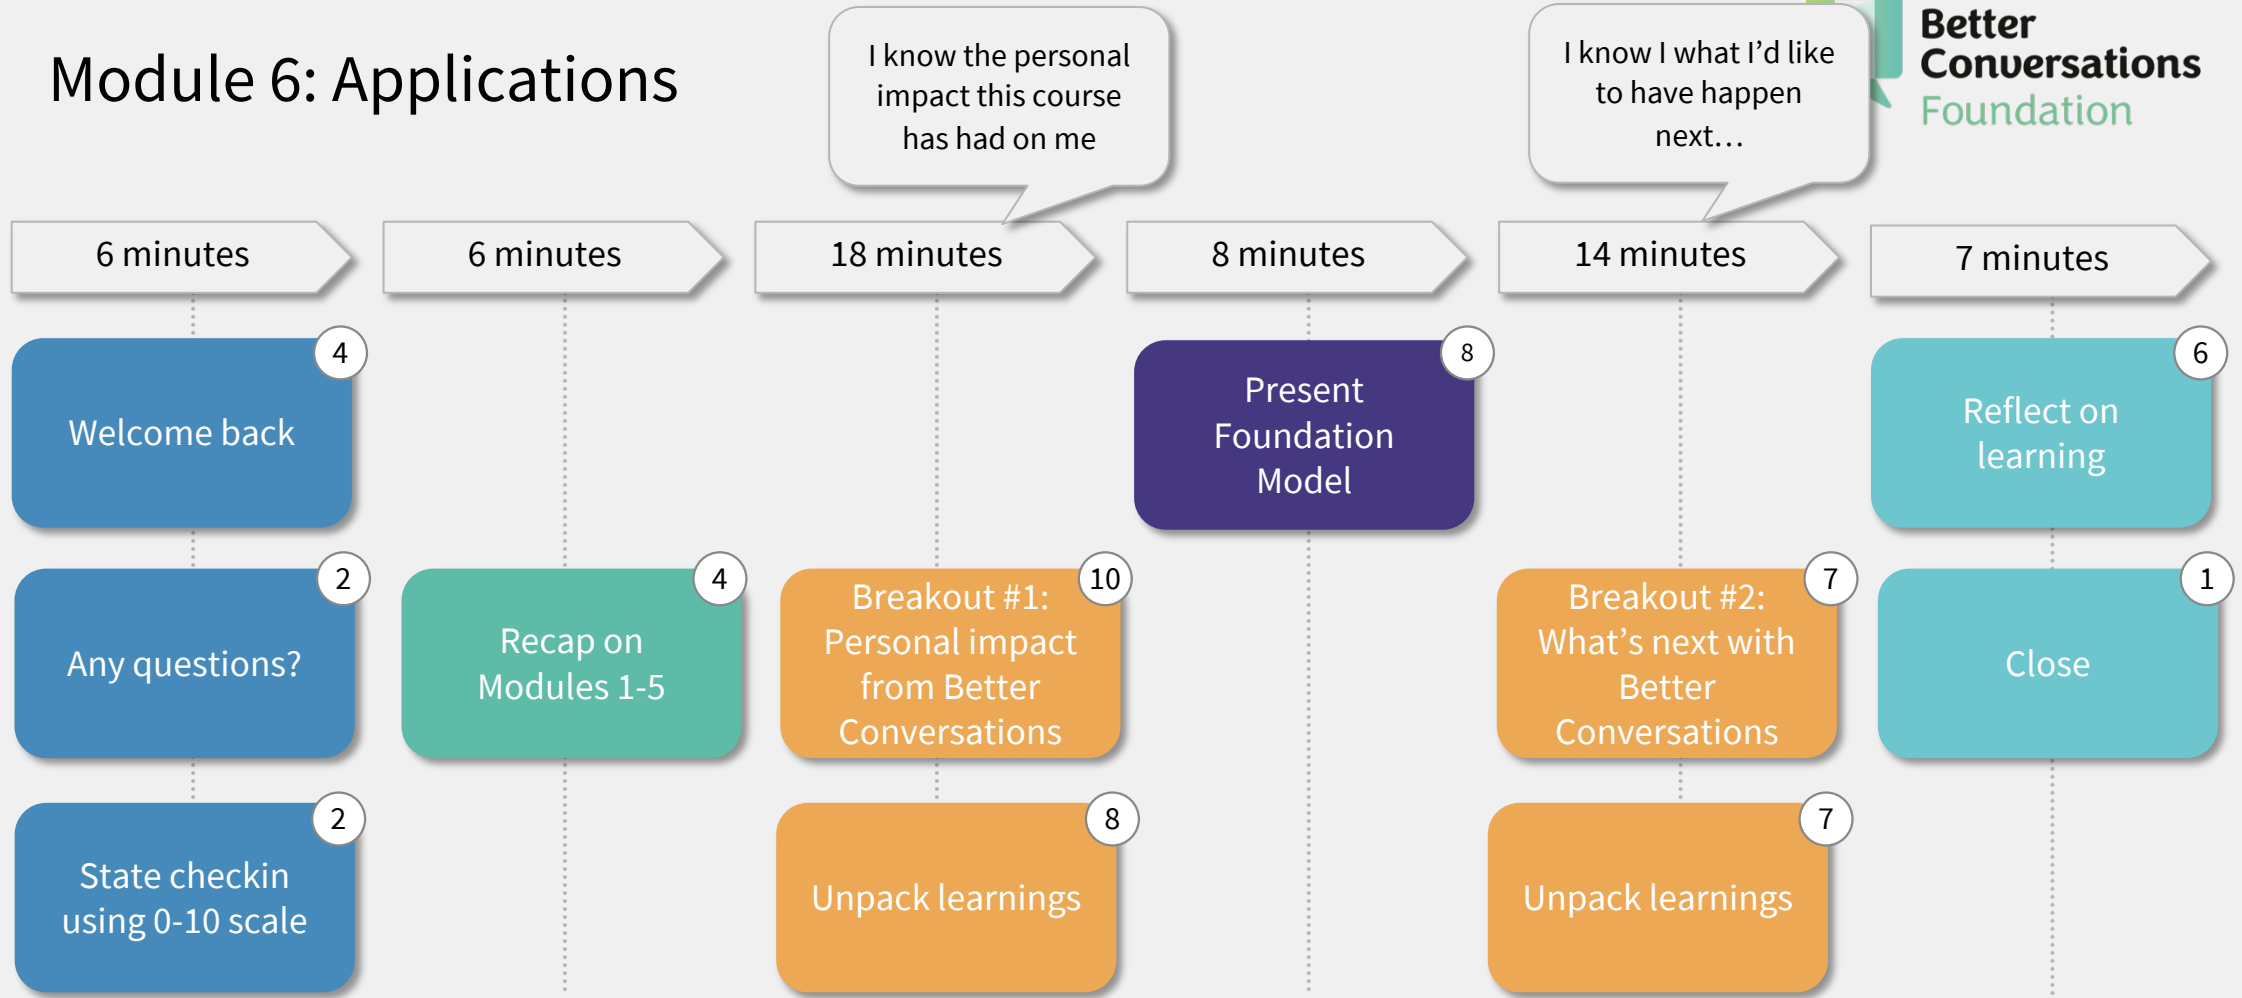 Module 6: Applications
I know the personal
impact this course
has had on me
I know I what I’d like
to have happen
next…
Better
Conversations
Foundation
6 minutes
6 minutes
18 minutes
8 minutes
14 minutes
7 minutes
4
Welcome back
2
Any questions?
2
State checkin
using 0-10 scale
4
Recap on
Modules 1-5
10
Breakout #1:
Personal impact
from Better
Conversations
8
Unpack learnings
8
Present
Foundation
Model
7
Breakout #2:
What’s next with
Better
Conversations
7
Unpack learnings
6
Reflect on
learning
1
Close